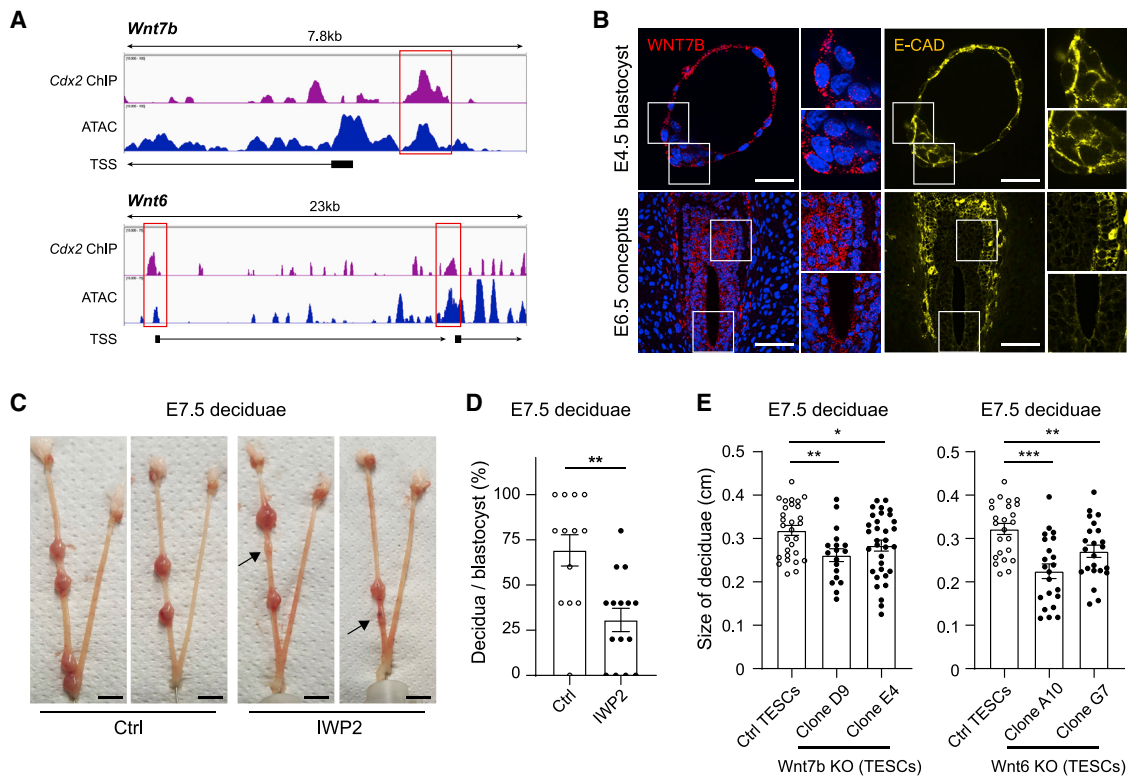 A
Wnt7b
7.8kb
Cdx2 ChIP
ATAC
TSS
Wnt6
23kb
Cdx2 ChIP
ATAC
TSS
B
WNT7B
E-CAD
E4.5 blastocyst
E6.5 conceptus
C
E7.5 deciduae
Ctrl
IWP2
D
E7.5 deciduae
**
Decidua / blastocyst (%)
100
75
50
25
0
Ctrl
IWP2
E
E7.5 deciduae
*
**
Size of deciduae (cm)
0.5
0.4
0.3
0.2
0.1
0
Ctrl TESCs
Clone D9
Clone E4
Wnt7b KO (TESCs)
E7.5 deciduae
**
***
0.5
0.4
0.3
0.2
0.1
0
Ctrl TESCs
Clone A10
Clone G7
Wnt6 KO (TESCs)